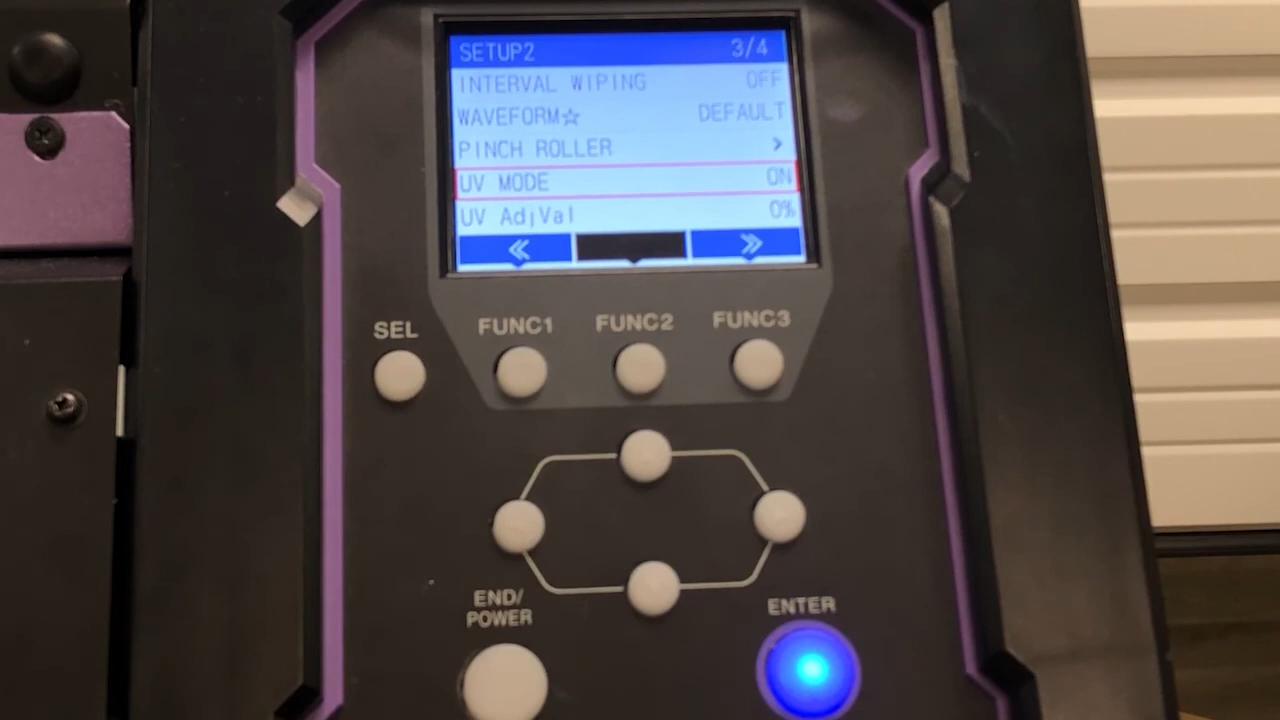 SETUP2 3/4
INTERVAL WIPING OFF
WAVEFORM☆ DEFAULT
PINCH ROLLER >
UV MODE ON
UV AdjVal 0%
« »
SEL FUNC1 FUNC2 FUNC3
END/
POWER
ENTER